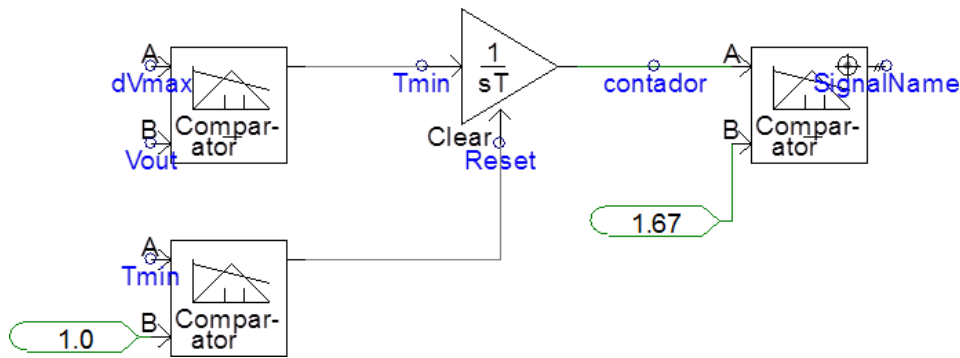 A
dVmax
B
Vout
Compar-
ator
Tmin
1
sT
Clear
Reset
contador
A
B
SignalName
Compar-
ator
1.67
A
Tmin
B
Compar-
ator
1.0